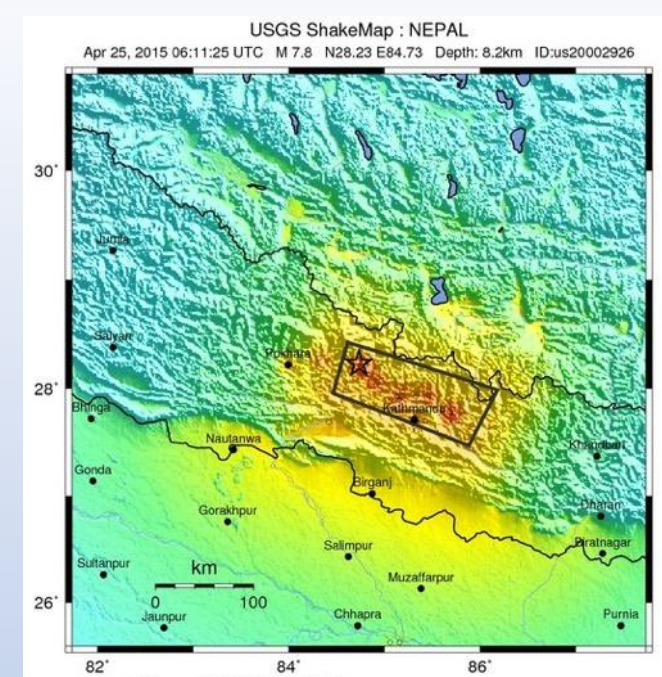 USGS ShakeMap : NEPAL
Apr 25, 2015 06:11:25 UTC M 7.8 N28.23 E84.73 Depth: 8.2km ID:us20002926
30°
Jumla
Salyan
Pokhara
28°
Kathmandu
Bhinga
Nautanwa
Khandbari
Gonda
Birganj
Dharan
Gorakhpur
Biratnagar
Salimpur
km
Sultanpur
Muzaffarpur
0 100
26°
Jaunpur
Chhapra
Purnia
82° 84° 86°